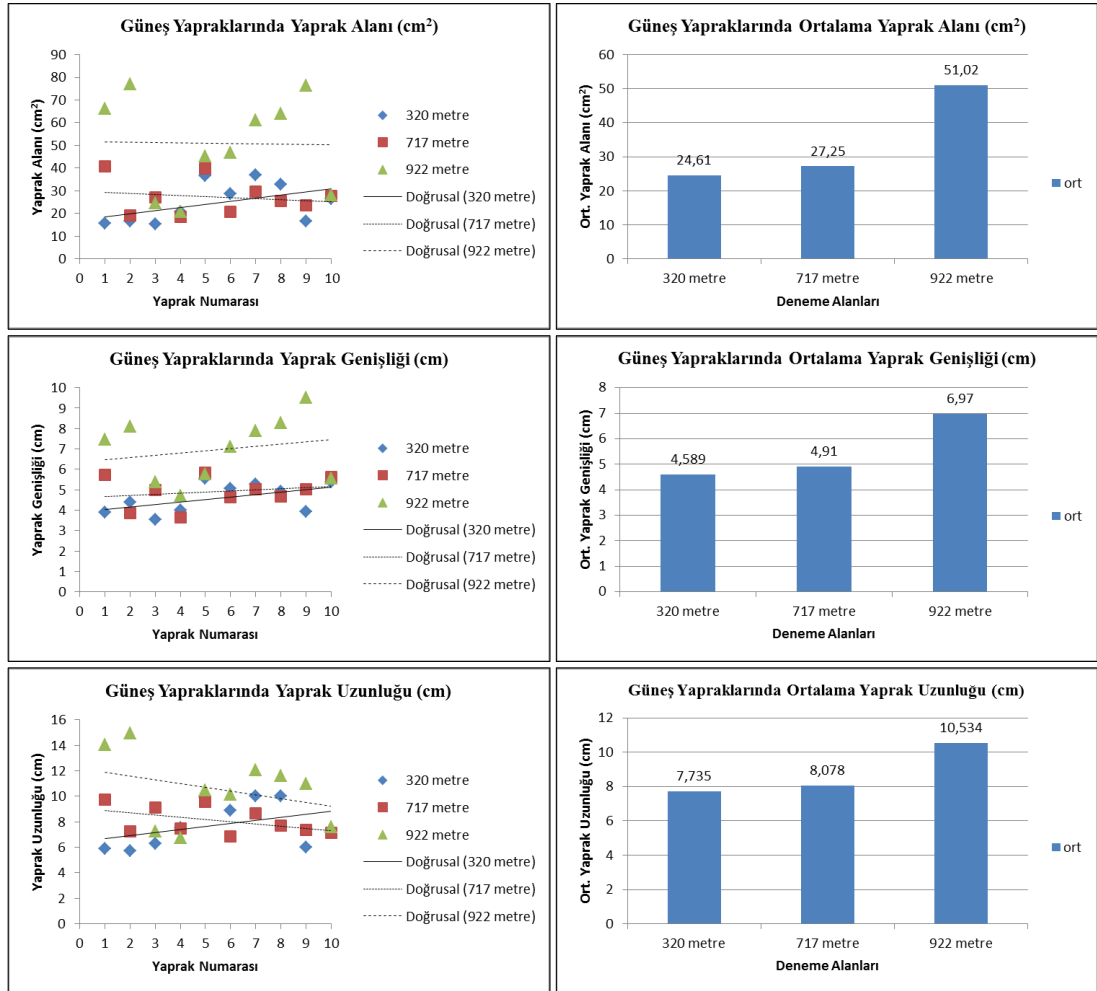 Güneş Yapraklarında Yaprak Alanı (cm²)
Yaprak Alanı (cm²)
90
80
70
60
50
40
30
20
10
0
0 1 2 3 4 5 6 7 8 9 10
Yaprak Numarası
320 metre
717 metre
922 metre
Doğrusal (320 metre)
Doğrusal (717 metre)
Doğrusal (922 metre)
Güneş Yapraklarında Ortalama Yaprak Alanı (cm²)
Ort. Yaprak Alanı (cm²)
60
50
40
30
20
10
0
24,61
27,25
51,02
320 metre 717 metre 922 metre
Deneme Alanları
ort
Güneş Yapraklarında Yaprak Genişliği (cm)
Yaprak Genişliği (cm)
10
9
8
7
6
5
4
3
2
1
0
0 1 2 3 4 5 6 7 8 9 10
Yaprak Numarası
320 metre
717 metre
922 metre
Doğrusal (320 metre)
Doğrusal (717 metre)
Doğrusal (922 metre)
Güneş Yapraklarında Ortalama Yaprak Genişliği (cm)
Ort. Yaprak Genişliği (cm)
8
7
6
5
4
3
2
1
0
4,589
4,91
6,97
320 metre 717 metre 922 metre
Deneme Alanları
ort
Güneş Yapraklarında Yaprak Uzunluğu (cm)
Yaprak Uzunluğu (cm)
16
14
12
10
8
6
4
2
0
0 1 2 3 4 5 6 7 8 9 10
Yaprak Numarası
320 metre
717 metre
922 metre
Doğrusal (320 metre)
Doğrusal (717 metre)
Doğrusal (922 metre)
Güneş Yapraklarında Ortalama Yaprak Uzunluğu (cm)
Ort. Yaprak Uzunluğu (cm)
12
10
8
6
4
2
0
7,735
8,078
10,534
320 metre 717 metre 922 metre
Deneme Alanları
ort